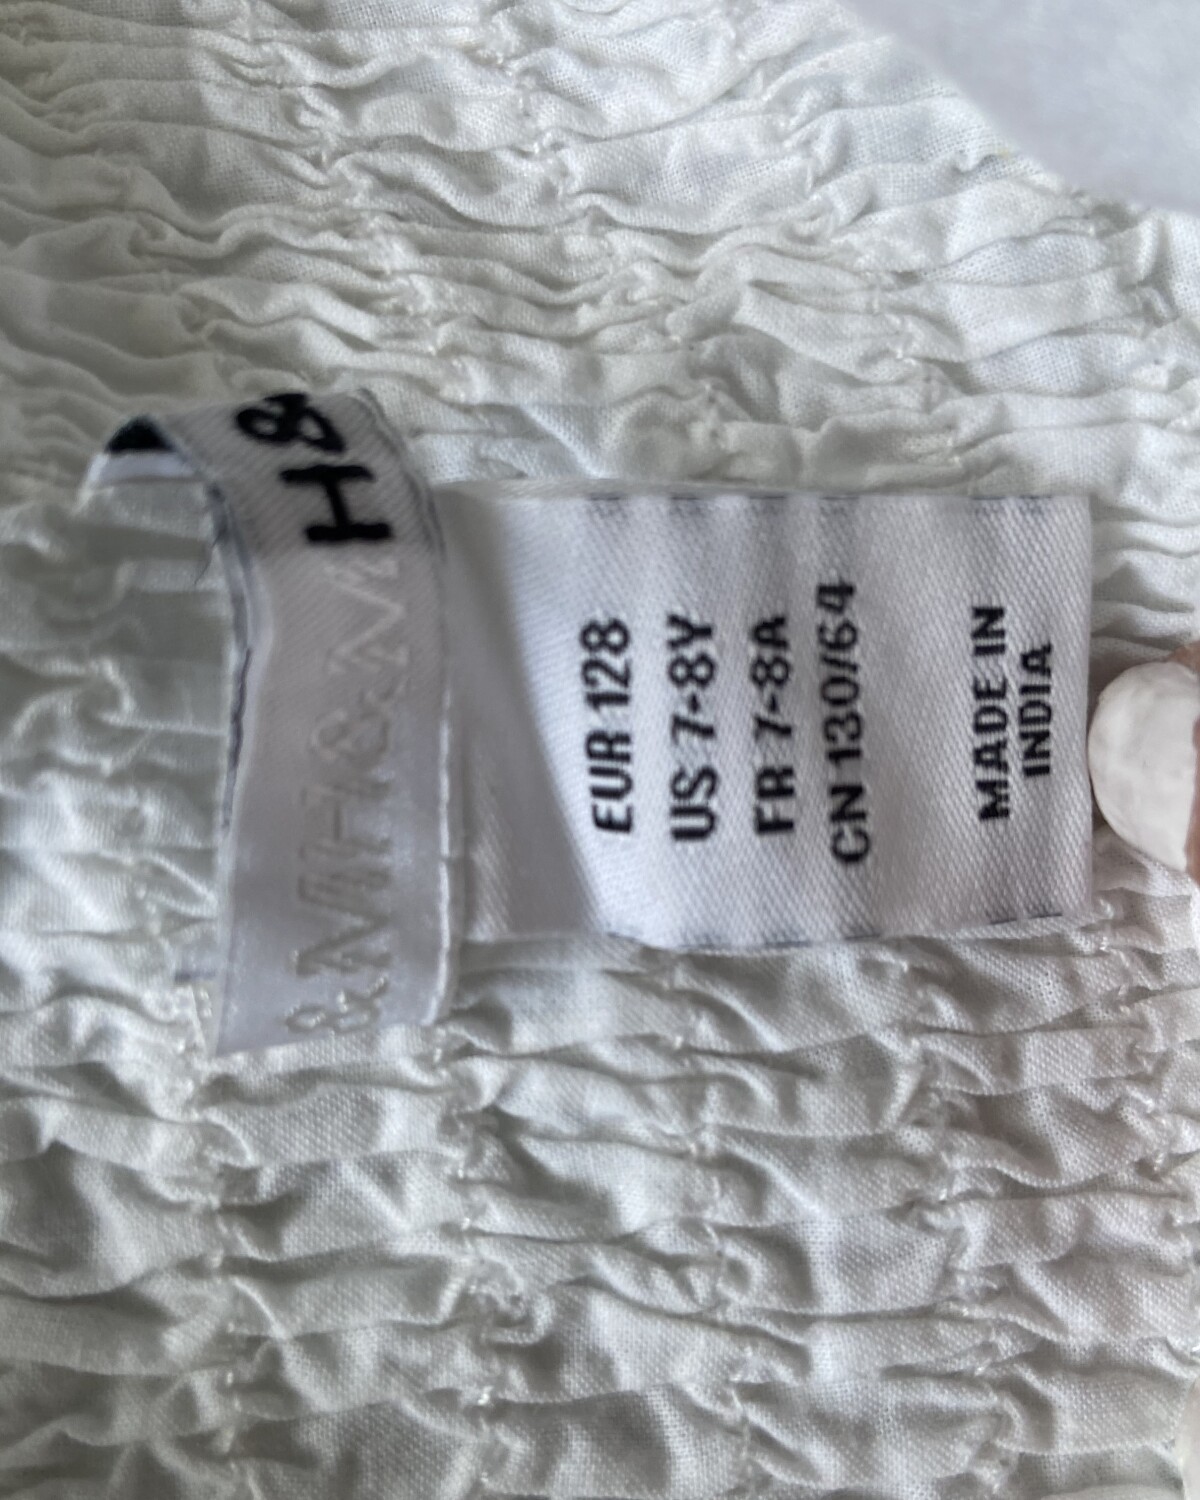 H&
&M H&M
EUR 128
US 7-8Y
FR 7-8A
CN 130/64
MADE IN
INDIA